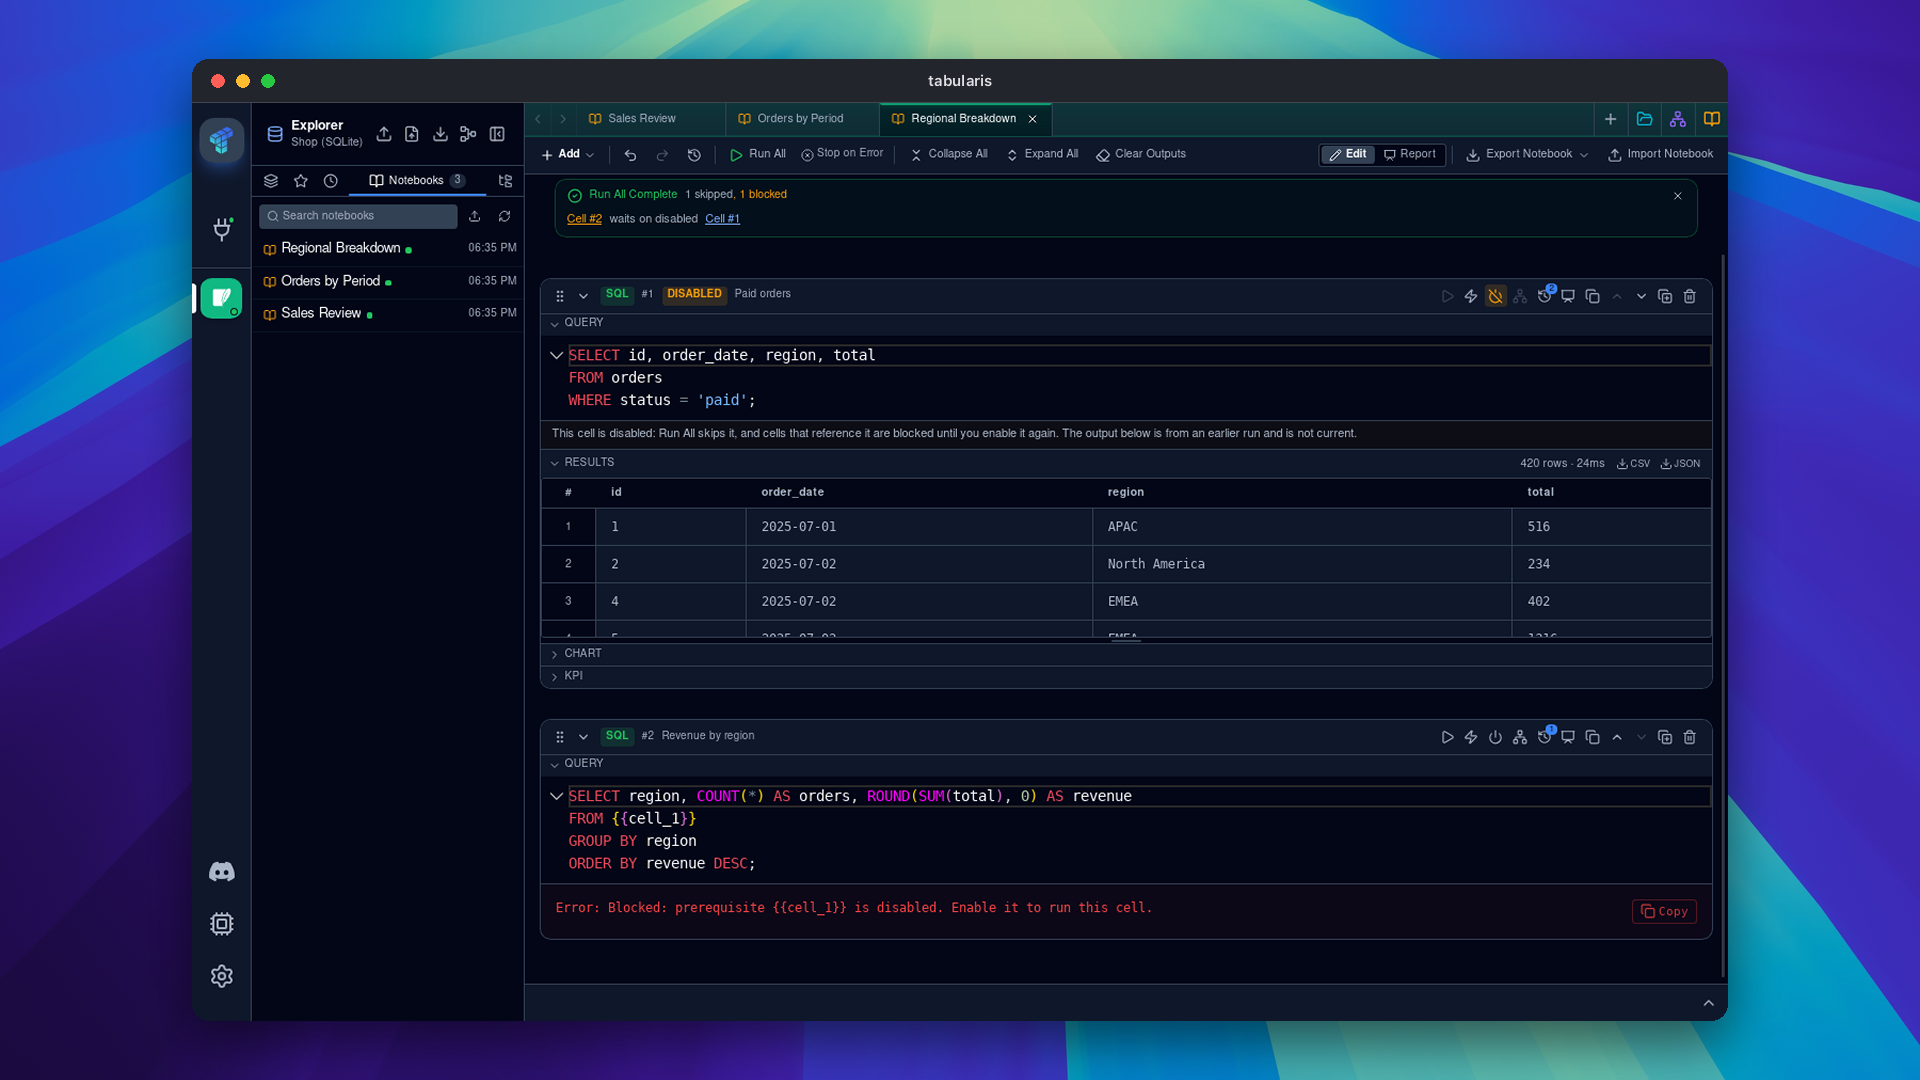 tabularis
Explorer
Shop (SQLite)
Sales Review
Orders by Period
Regional Breakdown
Add
Run All
Stop on Error
Collapse All
Expand All
Clear Outputs
Edit
Report
Export Notebook
Import Notebook
Notebooks 3
Search notebooks
Regional Breakdown 06:35 PM
Orders by Period 06:35 PM
Sales Review 06:35 PM
Run All Complete 1 skipped, 1 blocked
Cell #2 waits on disabled Cell #1
SQL #1 DISABLED Paid orders 2
QUERY
SELECT id, order_date, region, total
FROM orders
WHERE status = 'paid';
This cell is disabled: Run All skips it, and cells that reference it are blocked until you enable it again. The output below is from an earlier run and is not current.
RESULTS 420 rows · 24ms CSV JSON
# id order_date region total
1 1 2025-07-01 APAC 516
2 2 2025-07-02 North America 234
3 4 2025-07-02 EMEA 402
CHART
KPI
SQL #2 Revenue by region 1
QUERY
SELECT region, COUNT(*) AS orders, ROUND(SUM(total), 0) AS revenue
FROM {{cell_1}}
GROUP BY region
ORDER BY revenue DESC;
Error: Blocked: prerequisite {{cell_1}} is disabled. Enable it to run this cell.
Copy